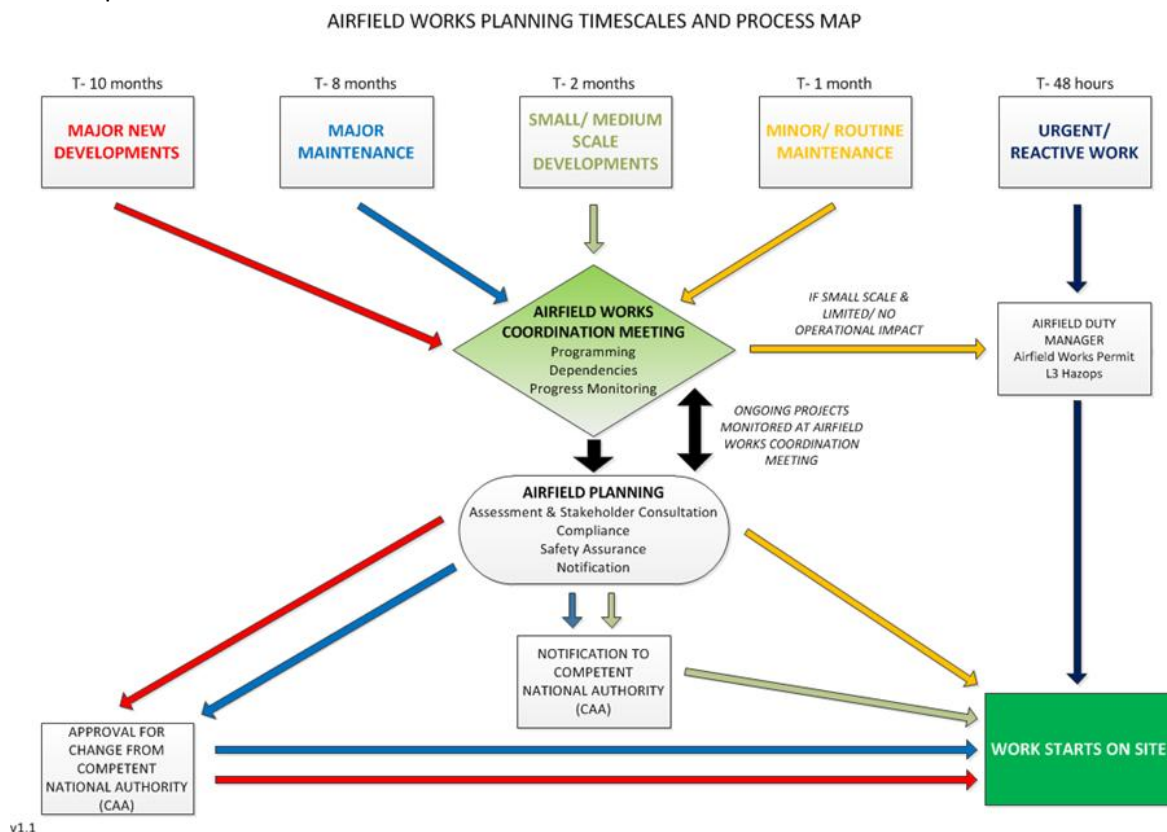 AIRFIELD WORKS PLANNING TIMESCALES AND PROCESS MAP
T- 10 months
T- 8 months
T- 2 months
T- 1 month
T- 48 hours
MAJOR NEW
DEVELOPMENTS
MAJOR
MAINTENANCE
SMALL/ MEDIUM
SCALE
DEVELOPMENTS
MINOR/ ROUTINE
MAINTENANCE
URGENT/
REACTIVE WORK
AIRFIELD WORKS
COORDINATION MEETING
Programming
Dependencies
Progress Monitoring
IF SMALL SCALE &
LIMITED/ NO
OPERATIONAL IMPACT
AIRFIELD DUTY
MANAGER
Airfield Works Permit
L3 Hazops
ONGOING PROJECTS
MONITORED AT AIRFIELD
WORKS COORDINATION
MEETING
AIRFIELD PLANNING
Assessment & Stakeholder Consultation
Compliance
Safety Assurance
Notification
NOTIFICATION TO
COMPETENT
NATIONAL AUTHORITY
(CAA)
APPROVAL FOR
CHANGE FROM
COMPETENT
NATIONAL AUTHORITY
(CAA)
WORK STARTS ON SITE
v1.1